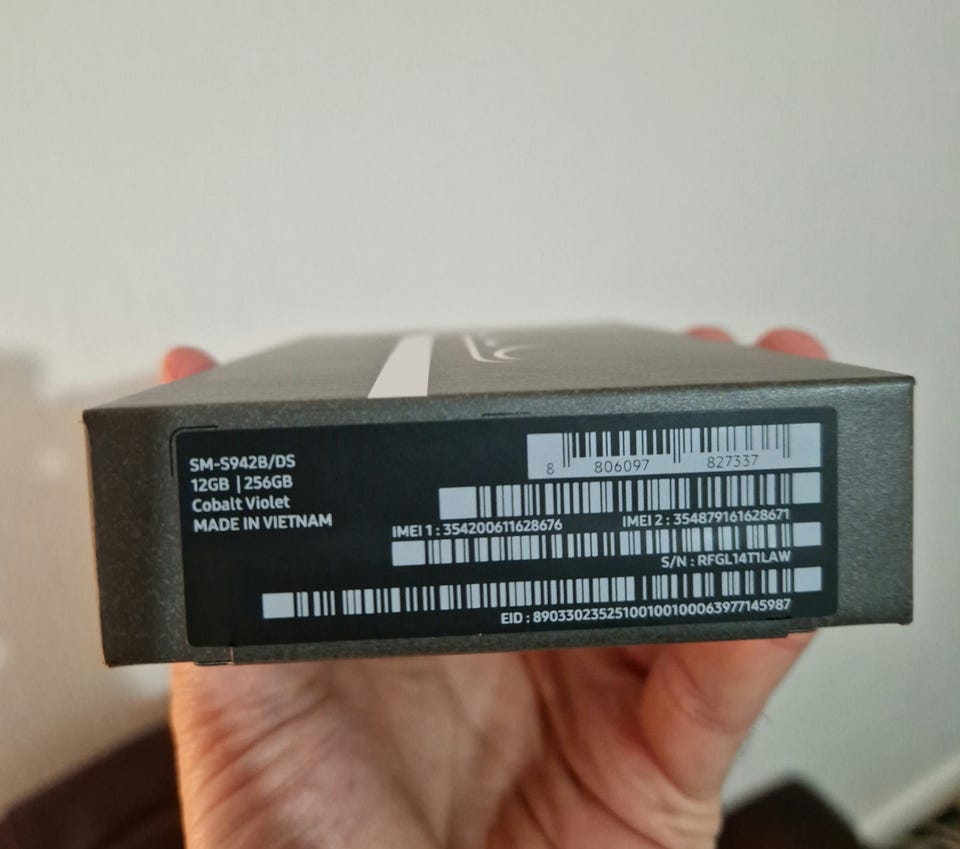 SM-S942B/DS
12GB | 256GB
Cobalt Violet
MADE IN VIETNAM
8 806097 827337
IMEI 1 : 354200611628676
IMEI 2 : 354879161628671
S/N : RFGL14T1LAW
EID : 89033023525100100100063977145987